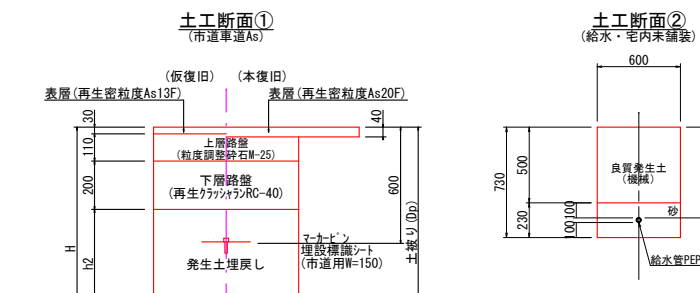 土工断面①
(市道車道As)
(仮復旧)
(本復旧)
表層(再生密粒度As13F)
表層(再生密粒度As20F)
30
110
200
H
h2
上層路盤
(粒度調整砕石M-25)
下層路盤
(再生クラッシャランRC-40)
発生土埋戻し
マーカーピン
埋設標識シート
(市道用W=150)
40
600
土被り(Dp)
土工断面②
(給水・宅内未舗装)
600
730
500
230
100
100
良質発生土
(機械)
砂
給水管PEP